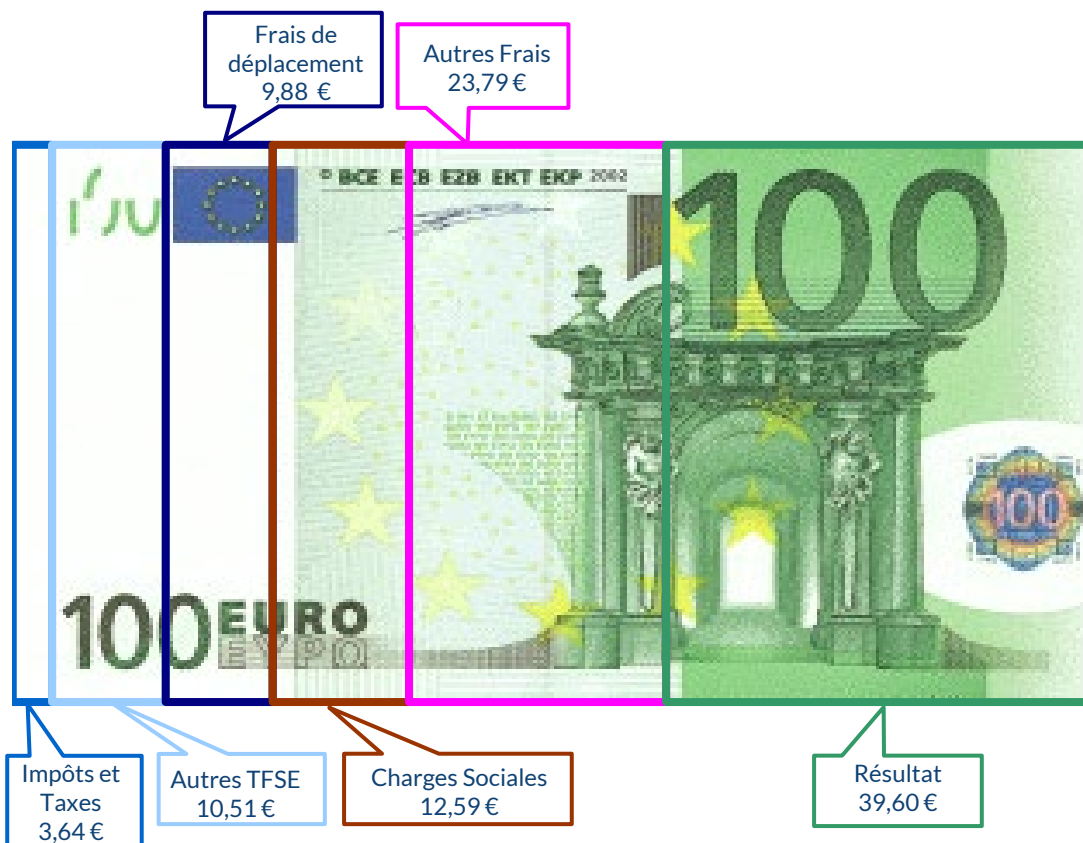 Frais de
déplacement
9,88 €
Autres Frais
23,79 €
© BCE ECB EZB EKT EKP 2002
100
100
100 EURO
ΕΥΡΩ
Impôts et
Taxes
3,64 €
Autres TFSE
10,51 €
Charges Sociales
12,59 €
Résultat
39,60 €